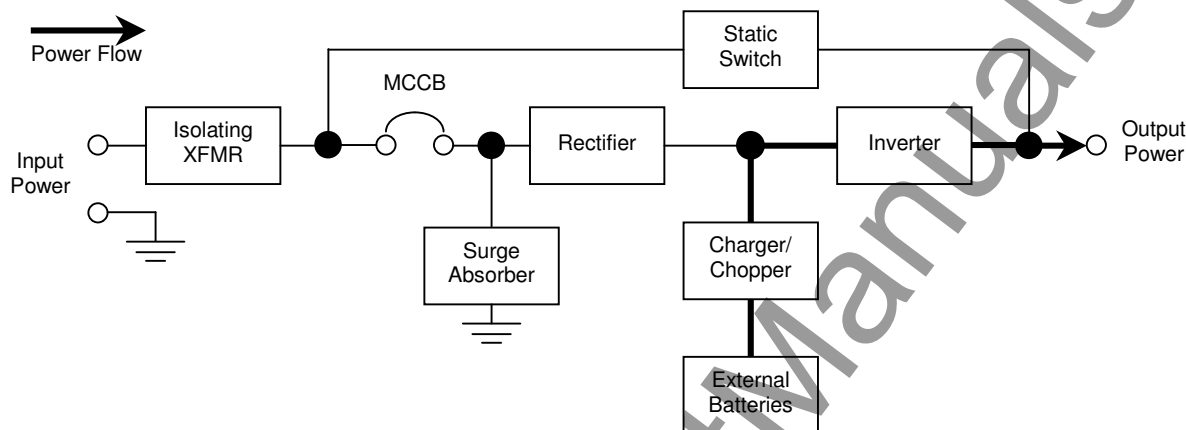 Power Flow
Static
Switch
MCCB
Input
Power
Isolating
XFMR
Rectifier
Inverter
Output
Power
Surge
Absorber
Charger/
Chopper
External
Batteries
tManuals